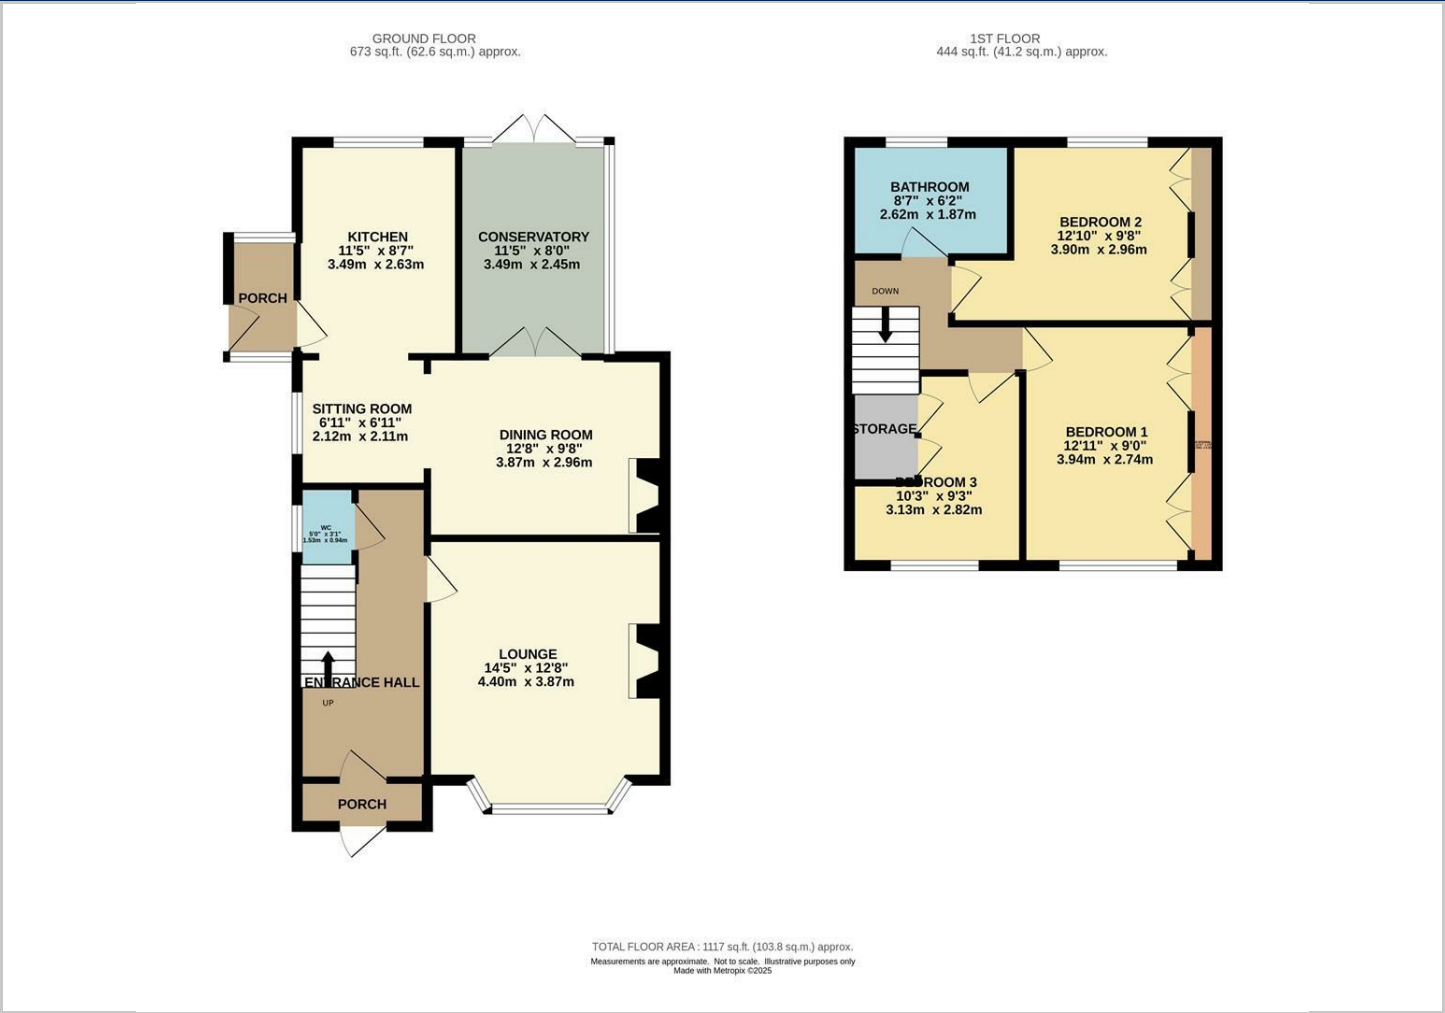 GROUND FLOOR
673 sq.ft. (62.6 sq.m.) approx.
1ST FLOOR
444 sq.ft. (41.2 sq.m.) approx.
KITCHEN
11'5" x 8'7"
3.49m x 2.63m
CONSERVATORY
11'5" x 8'0"
3.49m x 2.45m
PORCH
SITTING ROOM
6'11" x 6'11"
2.12m x 2.11m
DINING ROOM
12'8" x 9'8"
3.87m x 2.96m
WC
5'0" x 3'1"
1.53m x 0.94m
LOUNGE
14'5" x 12'8"
4.40m x 3.87m
ENTRANCE HALL
UP
PORCH
BATHROOM
8'7" x 6'2"
2.62m x 1.87m
BEDROOM 2
12'10" x 9'8"
3.90m x 2.96m
DOWN
STORAGE
BEDROOM 1
12'11" x 9'0"
3.94m x 2.74m
BEDROOM 3
10'3" x 9'3"
3.13m x 2.82m
TOTAL FLOOR AREA : 1117 sq.ft. (103.8 sq.m.) approx.
Measurements are approximate. Not to scale. Illustrative purposes only
Made with Metropix ©2025